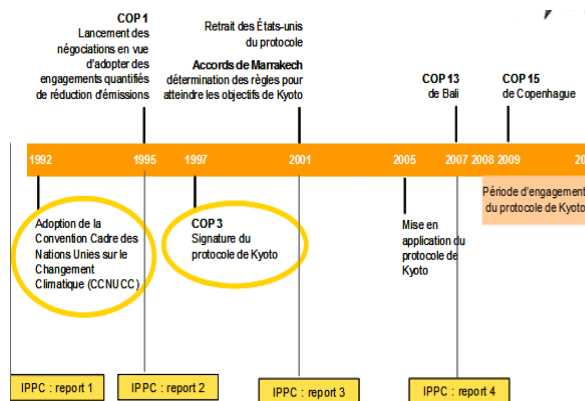 COP 1
Lancement des
négociations en vue
d'adopter des
engagements quantifiés
de réduction d'émissions
Retrait des États-unis
du protocole
Accords de Marrakech
détermination des règles pour
atteindre les objectifs de Kyoto
COP 13
de Bali
COP 15
de Copenhague
1992
1995
1997
2001
2005
2007
2008
2009
Adoption de la
Convention Cadre des
Nations Unies sur le
Changement
Climatique (CCNUCC)
COP 3
Signature du
protocole de Kyoto
Mise en
application du
protocole de
Kyoto
Période d'engagement
du protocole de Kyoto
IPPC : report 1
IPPC : report 2
IPPC : report 3
IPPC : report 4